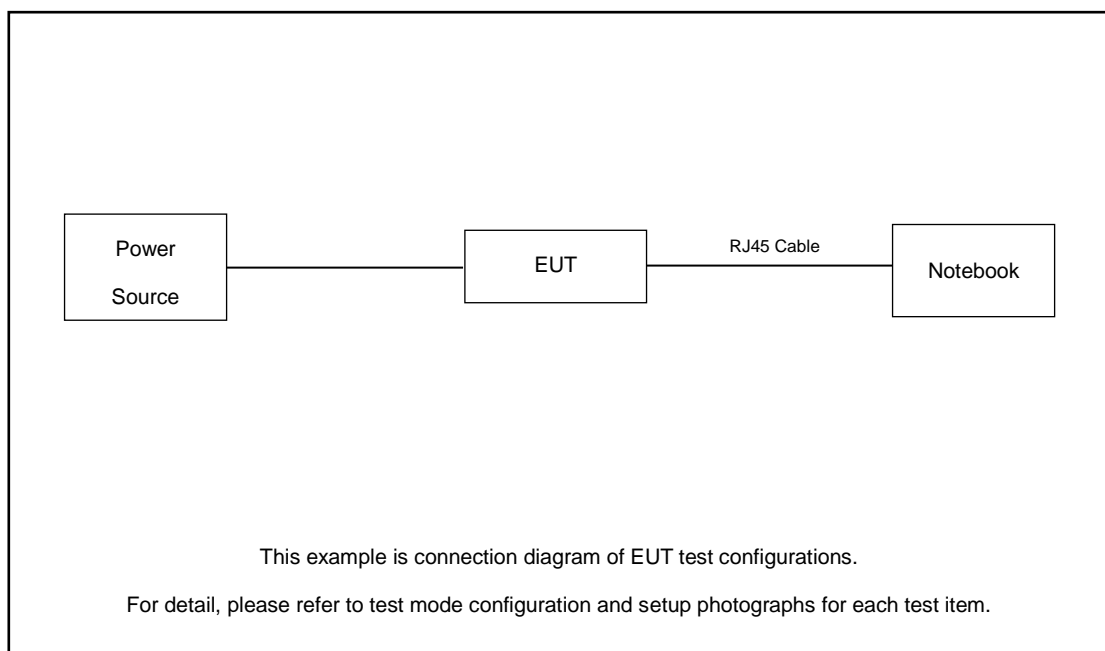 Power
Source
EUT
RJ45 Cable
Notebook
This example is connection diagram of EUT test configurations.
For detail, please refer to test mode configuration and setup photographs for each test item.